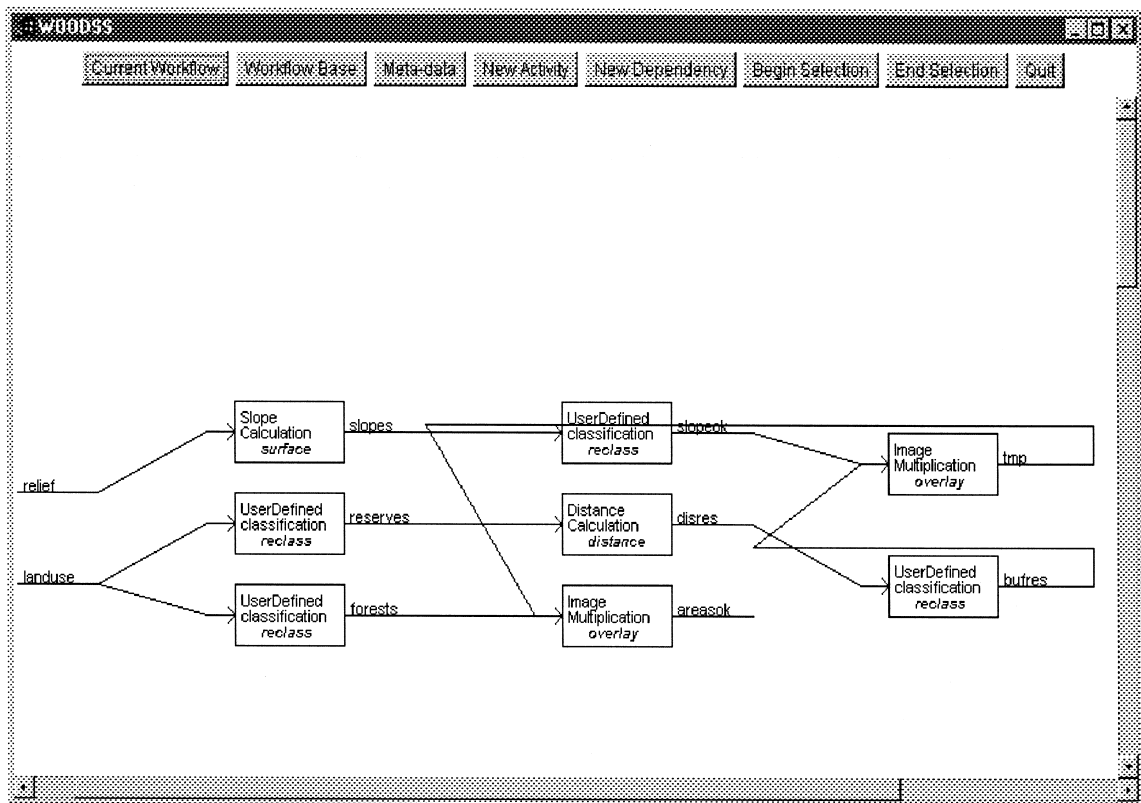 WOODSS
Current Workflow Workflow Base Meta-data New Activity New Dependency Begin Selection End Selection Quit
relief
landuse
Slope
Calculation
surface
slopes
UserDefined
classification
reclass
reserves
UserDefined
classification
reclass
forests
UserDefined
classification
reclass
slopeok
Distance
Calculation
distance
disres
Image
Multiplication
overlay
areasok
Image
Multiplication
overlay
tmp
UserDefined
classification
reclass
bufres